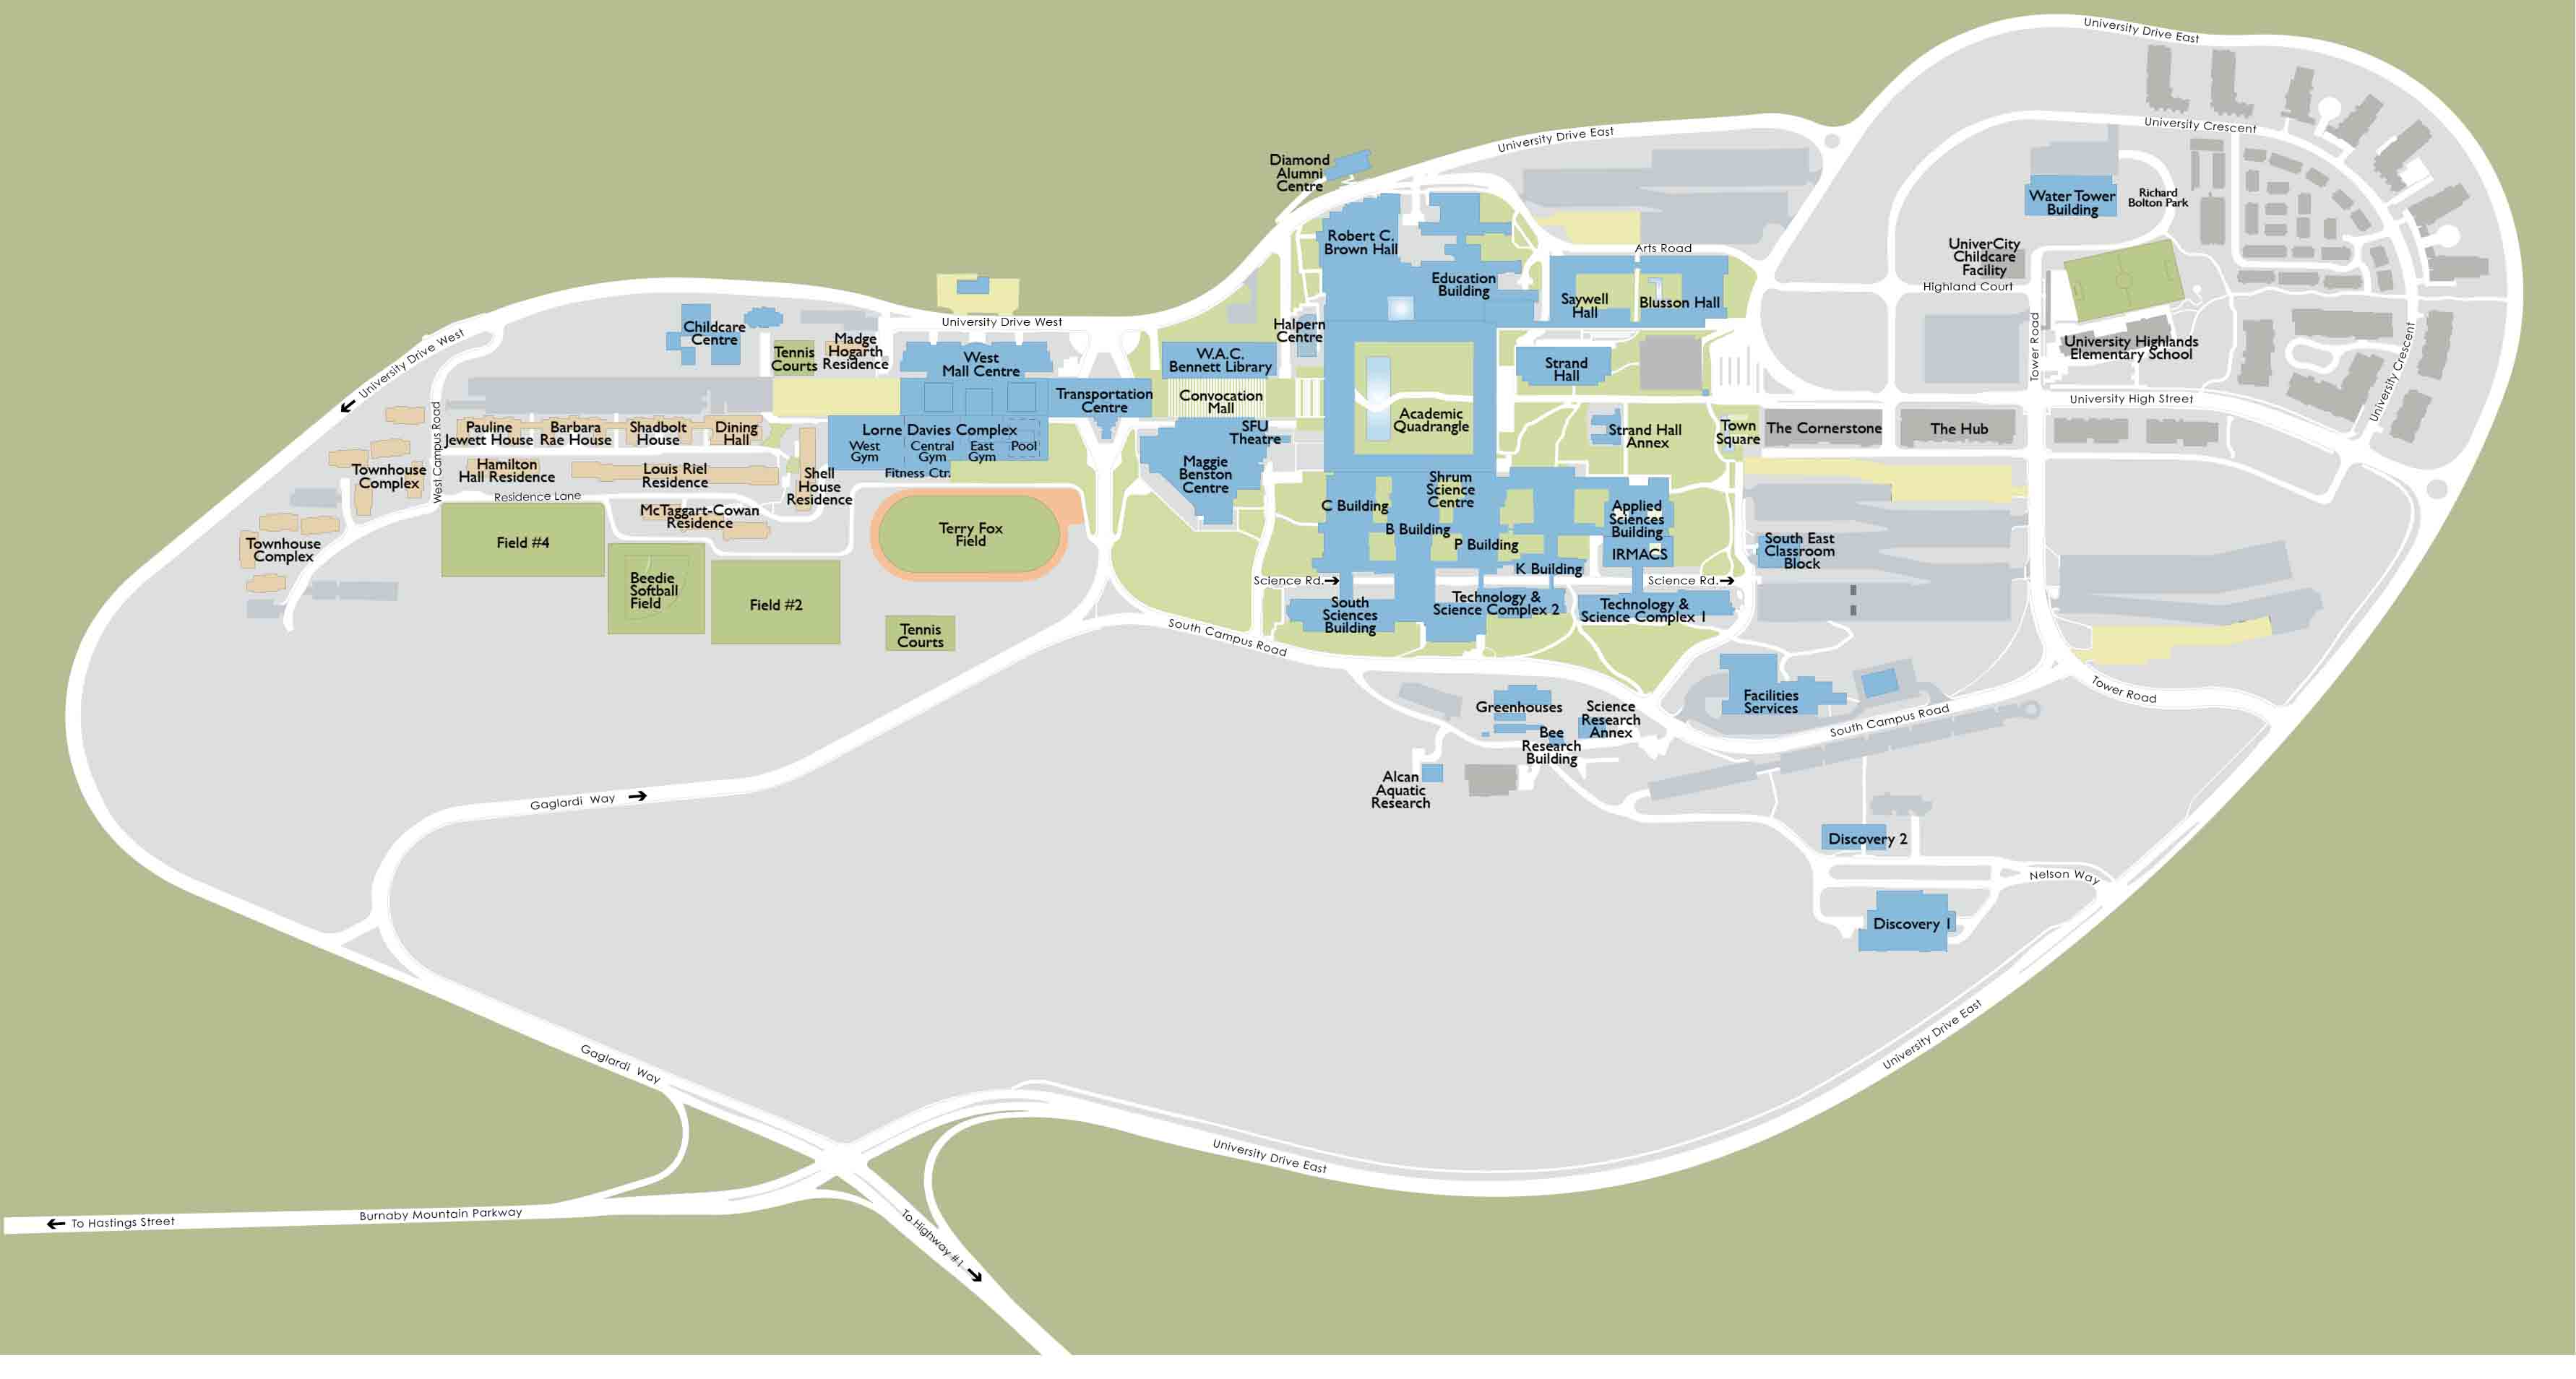 University Drive East
University Crescent
University Drive East
Diamond
Alumni
Centre
Water Tower
Building
Richard
Bolton Park
Robert C.
Brown Hall
Arts Road
UniverCity
Childcare
Facility
Education
Building
Highland Court
Saywell
Hall
Blusson Hall
University Drive West
Childcare
Centre
Madge
Hogarth
Residence
Tennis
Courts
West
Mall Centre
Halpern
Centre
W.A.C.
Bennett Library
Strand
Hall
Tower Road
University Highlands
Elementary School
University Crescent
University Drive West
Transportation
Centre
Convocation
Mall
Academic
Quadrangle
University High Street
West Campus Road
Pauline
Jewett House
Barbara
Rae House
Shadbolt
House
Dining
Hall
Lorne Davies Complex
West
Gym
Central
Gym
East
Gym
Pool
Fitness Ctr.
SFU
Theatre
Strand Hall
Annex
Town
Square
The Cornerstone
The Hub
Townhouse
Complex
Hamilton
Hall Residence
Louis Riel
Residence
Shell
House
Residence
Maggie
Benston
Centre
Residence Lane
McTaggart-Cowan
Residence
Shrum
Science
Centre
C Building
B Building
P Building
K Building
Applied
Sciences
Building
IRMACS
Townhouse
Complex
Field #4
Terry Fox
Field
South East
Classroom
Block
Beedie
Softball
Field
Field #2
Science Rd.→
Science Rd.→
South
Sciences
Building
Technology &
Science Complex 2
Technology &
Science Complex 1
Tennis
Courts
South Campus Road
Facilities
Services
Tower Road
South Campus Road
Greenhouses
Science
Research
Annex
Bee
Research
Building
Alcan
Aquatic
Research
Gaglardi Way →
Discovery 2
Nelson Way
Discovery 1
University Drive East
Gaglardi Way
University Drive East
← To Hastings Street
Burnaby Mountain Parkway
To Highway #1 →